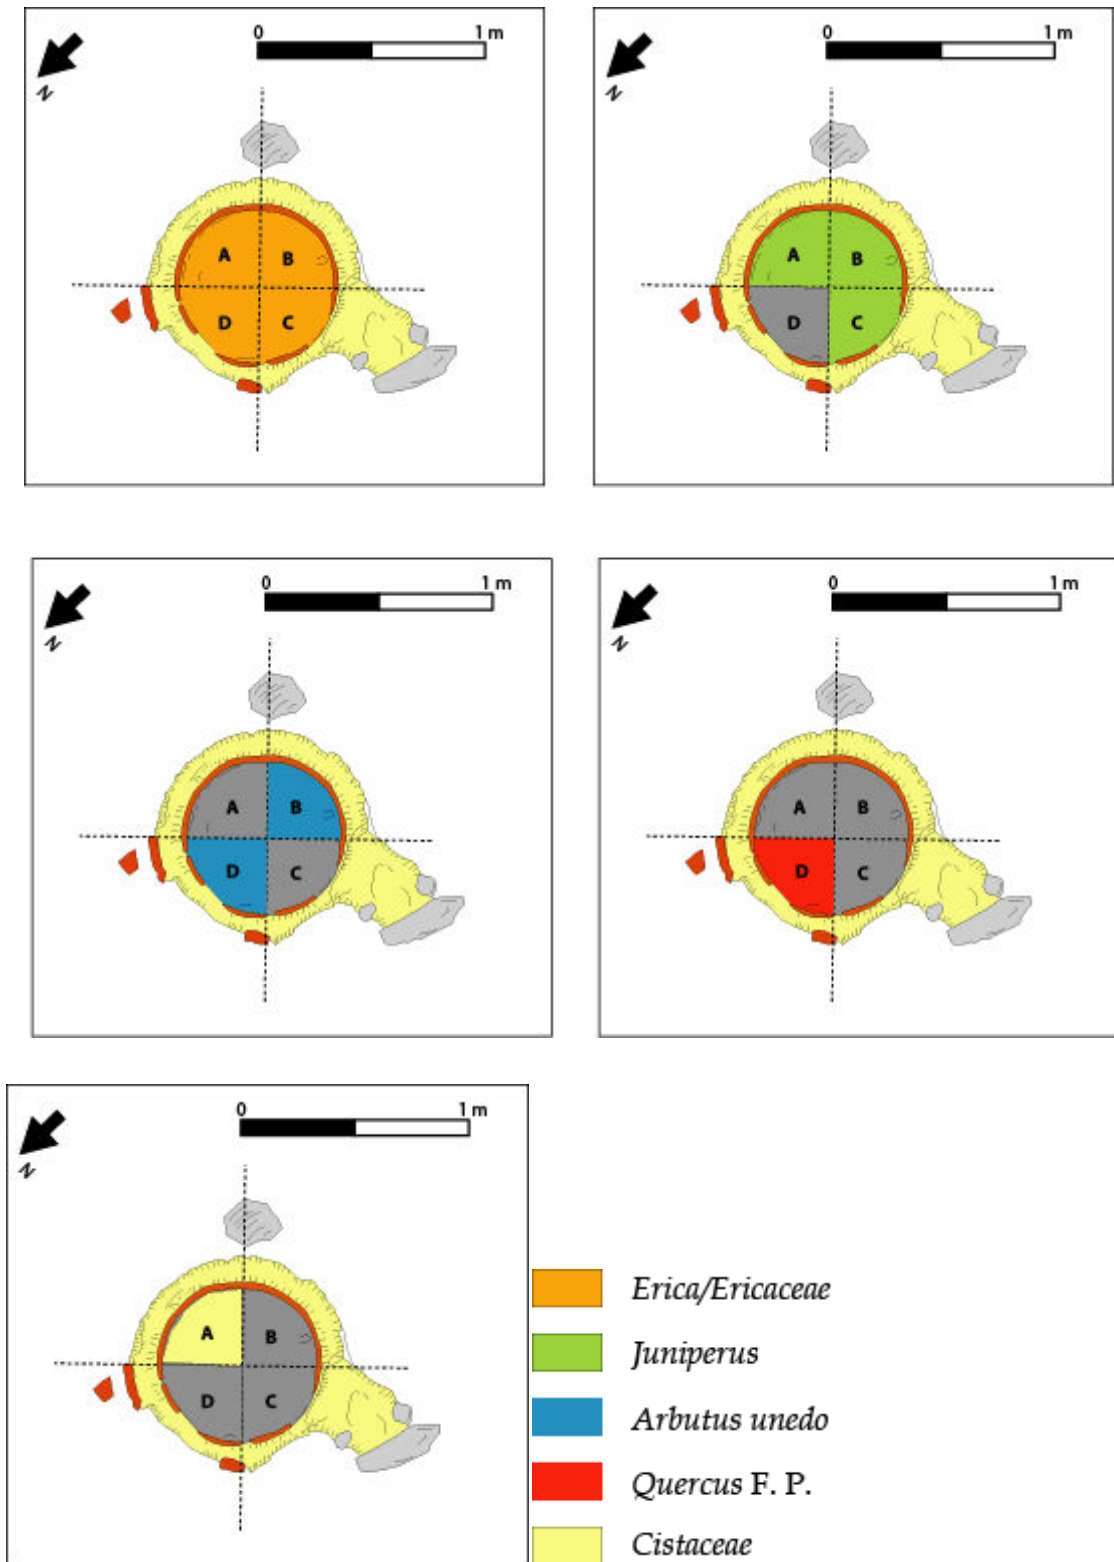 0 1 m
N
A B
D C
0 1 m
N
A B
D C
0 1 m
N
A B
D C
0 1 m
N
A B
D C
0 1 m
N
A B
D C
Erica/Ericaceae
Juniperus
Arbutus unedo
Quercus F. P.
Cistaceae